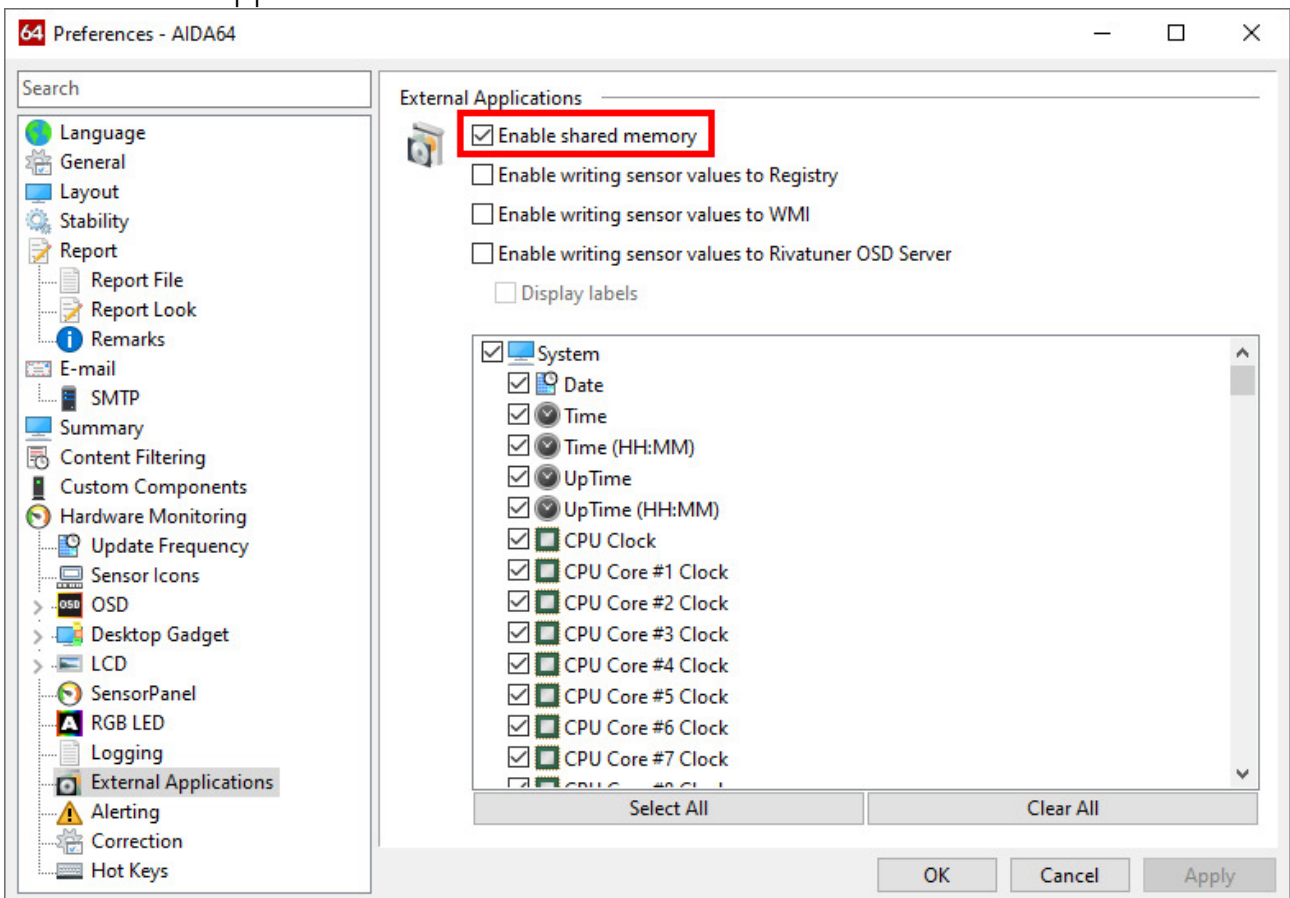 64 Preferences - AIDA64
Search
Language
General
Layout
Stability
Report
Report File
Report Look
Remarks
E-mail
SMTP
Summary
Content Filtering
Custom Components
Hardware Monitoring
Update Frequency
Sensor Icons
OSD OSD
Desktop Gadget
LCD
SensorPanel
A RGB LED
Logging
External Applications
Alerting
Correction
Hot Keys
External Applications
Enable shared memory
Enable writing sensor values to Registry
Enable writing sensor values to WMI
Enable writing sensor values to Rivatuner OSD Server
Display labels
System
Date
Time
Time (HH:MM)
UpTime
UpTime (HH:MM)
CPU Clock
CPU Core #1 Clock
CPU Core #2 Clock
CPU Core #3 Clock
CPU Core #4 Clock
CPU Core #5 Clock
CPU Core #6 Clock
CPU Core #7 Clock
Select All
Clear All
OK
Cancel
Apply